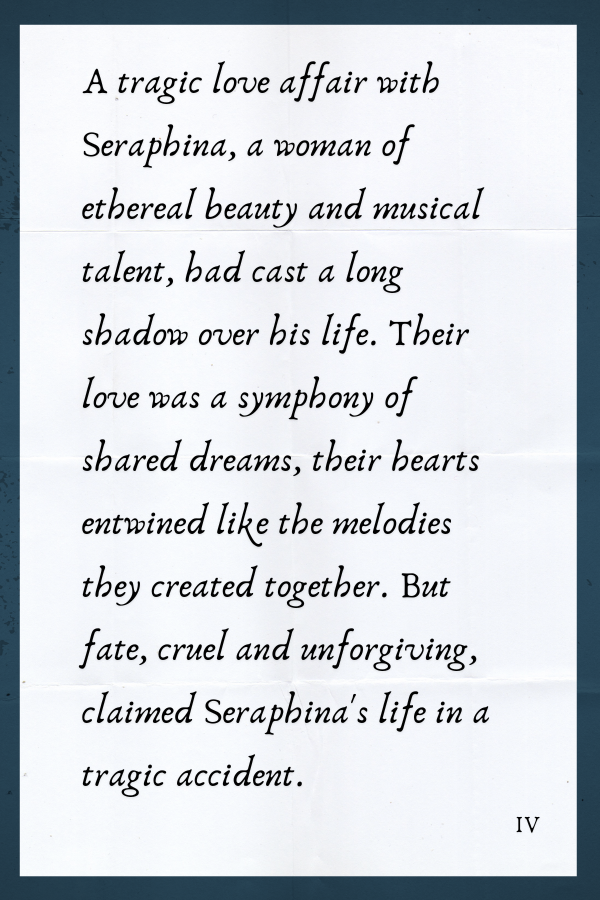 A tragic love affair with
Seraphina, a woman of
ethereal beauty and musical
talent, had cast a long
shadow over his life. Their
love was a symphony of
shared dreams, their hearts
entwined like the melodies
they created together. But
fate, cruel and unforgiving,
claimed Seraphina's life in a
tragic accident.
IV